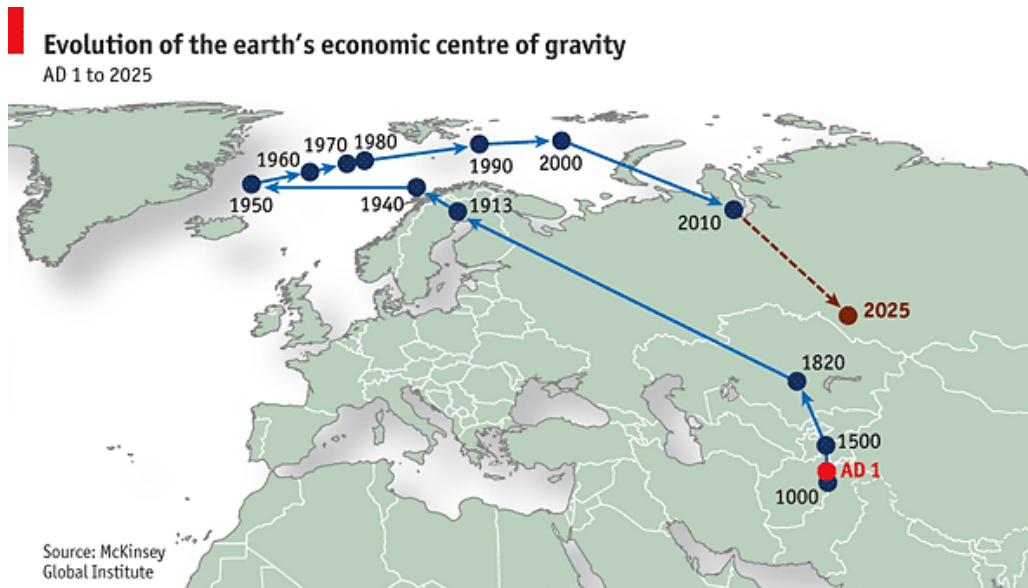 Evolution of the earth's economic centre of gravity
AD 1 to 2025
1970
1980
1960
1990
2000
1950
1940
1913
2010
2025
1820
1500
AD 1
1000
Source: McKinsey
Global Institute